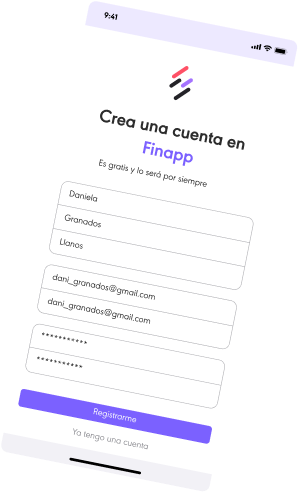 9:41
Crea una cuenta en
Finapp
Es gratis y lo será por siempre
Daniela
Granados
Llanos
dani_granados@gmail.com
dani_granados@gmail.com
***********
***********
Registrarme
Ya tengo una cuenta